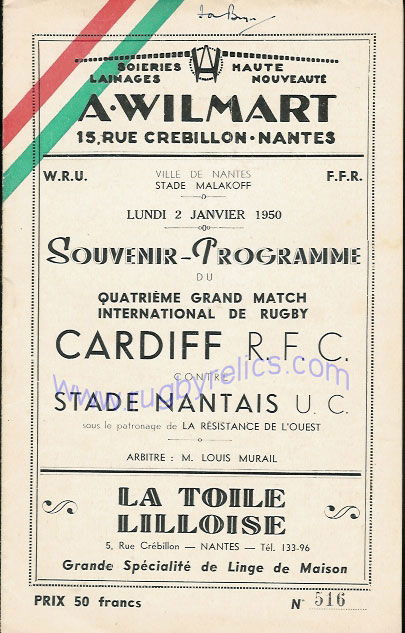 SOIERIES HAUTE
LAINAGES NOUVEAUTÉ
A·WILMART
15, RUE CREBILLON·NANTES
W.R.U. VILLE DE NANTES F.F.R.
STADE MALAKOFF
LUNDI 2 JANVIER 1950
SOUVENIR-PROGRAMME
DU
QUATRIÈME GRAND MATCH
INTERNATIONAL DE RUGBY
CARDIFF R.F.C.
CONTRE
www.rugbyrelics.com
STADE NANTAIS U.C.
sous le patronage de LA RÉSISTANCE DE L'OUEST
ARBITRE : M. LOUIS MURAIL
LA TOILE
LILLOISE
5, Rue Crébillon — NANTES — Tél. 133-96
Grande Spécialité de Linge de Maison
PRIX 50 francs N° 516